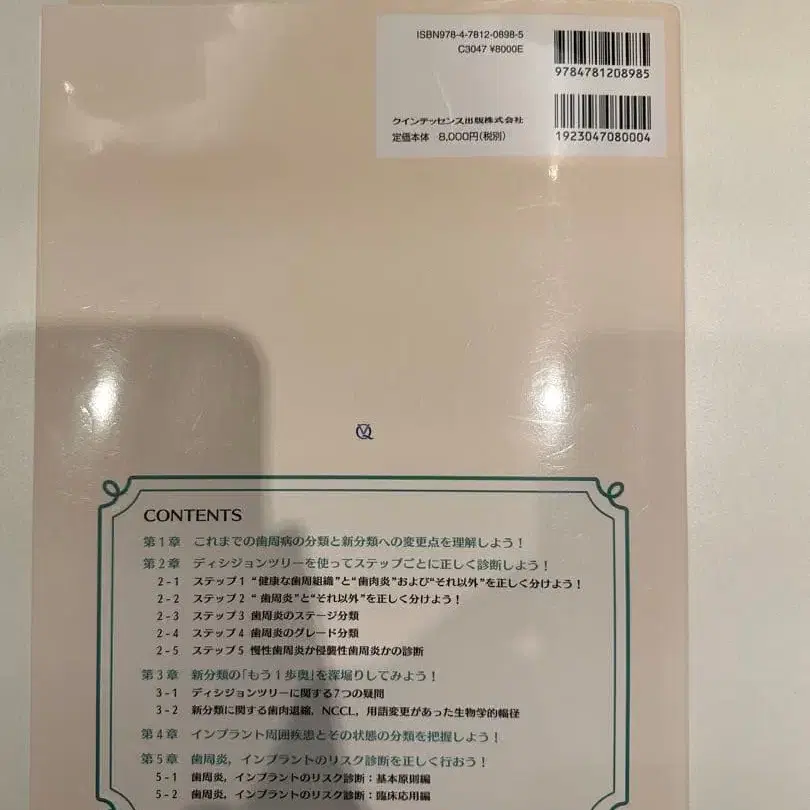 ISBN978-4-7812-0898-5
C3047 ¥8000E
9784781208985
クインテッセンス出版株式会社
定価本体 8,000円(税別)
1923047080004
CONTENTS
第1章 これまでの歯周病の分類と新分類への変更点を理解しよう!
第2章 ディシジョンツリーを使ってステップごとに正しく診断しよう!
2-1 ステップ1 “健康な歯周組織”と“歯肉炎”および“それ以外”を正しく分けよう!
2-2 ステップ2 “歯周炎”と“それ以外”を正しく分けよう!
2-3 ステップ3 歯周炎のステージ分類
2-4 ステップ4 歯周炎のグレード分類
2-5 ステップ5 慢性歯周炎か侵襲性歯周炎かの診断
第3章 新分類の「もう1歩奥」を深堀りしてみよう!
3-1 ディシジョンツリーに関する7つの疑問
3-2 新分類に関する歯肉退縮,NCCL,用語変更があった生物学的幅径
第4章 インプラント周囲疾患とその状態の分類を把握しよう!
第5章 歯周炎,インプラントのリスク診断を正しく行おう!
5-1 歯周炎,インプラントのリスク診断:基本原則編
5-2 歯周炎,インプラントのリスク診断:臨床応用編